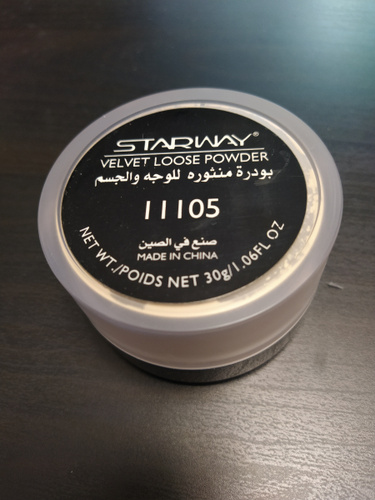 STARWAY®
VELVET LOOSE POWDER
بودرة منثوره للوجه والجسم
11105
صنع في الصين
MADE IN CHINA
NET WT./POIDS NET 30g/1.06FL OZ